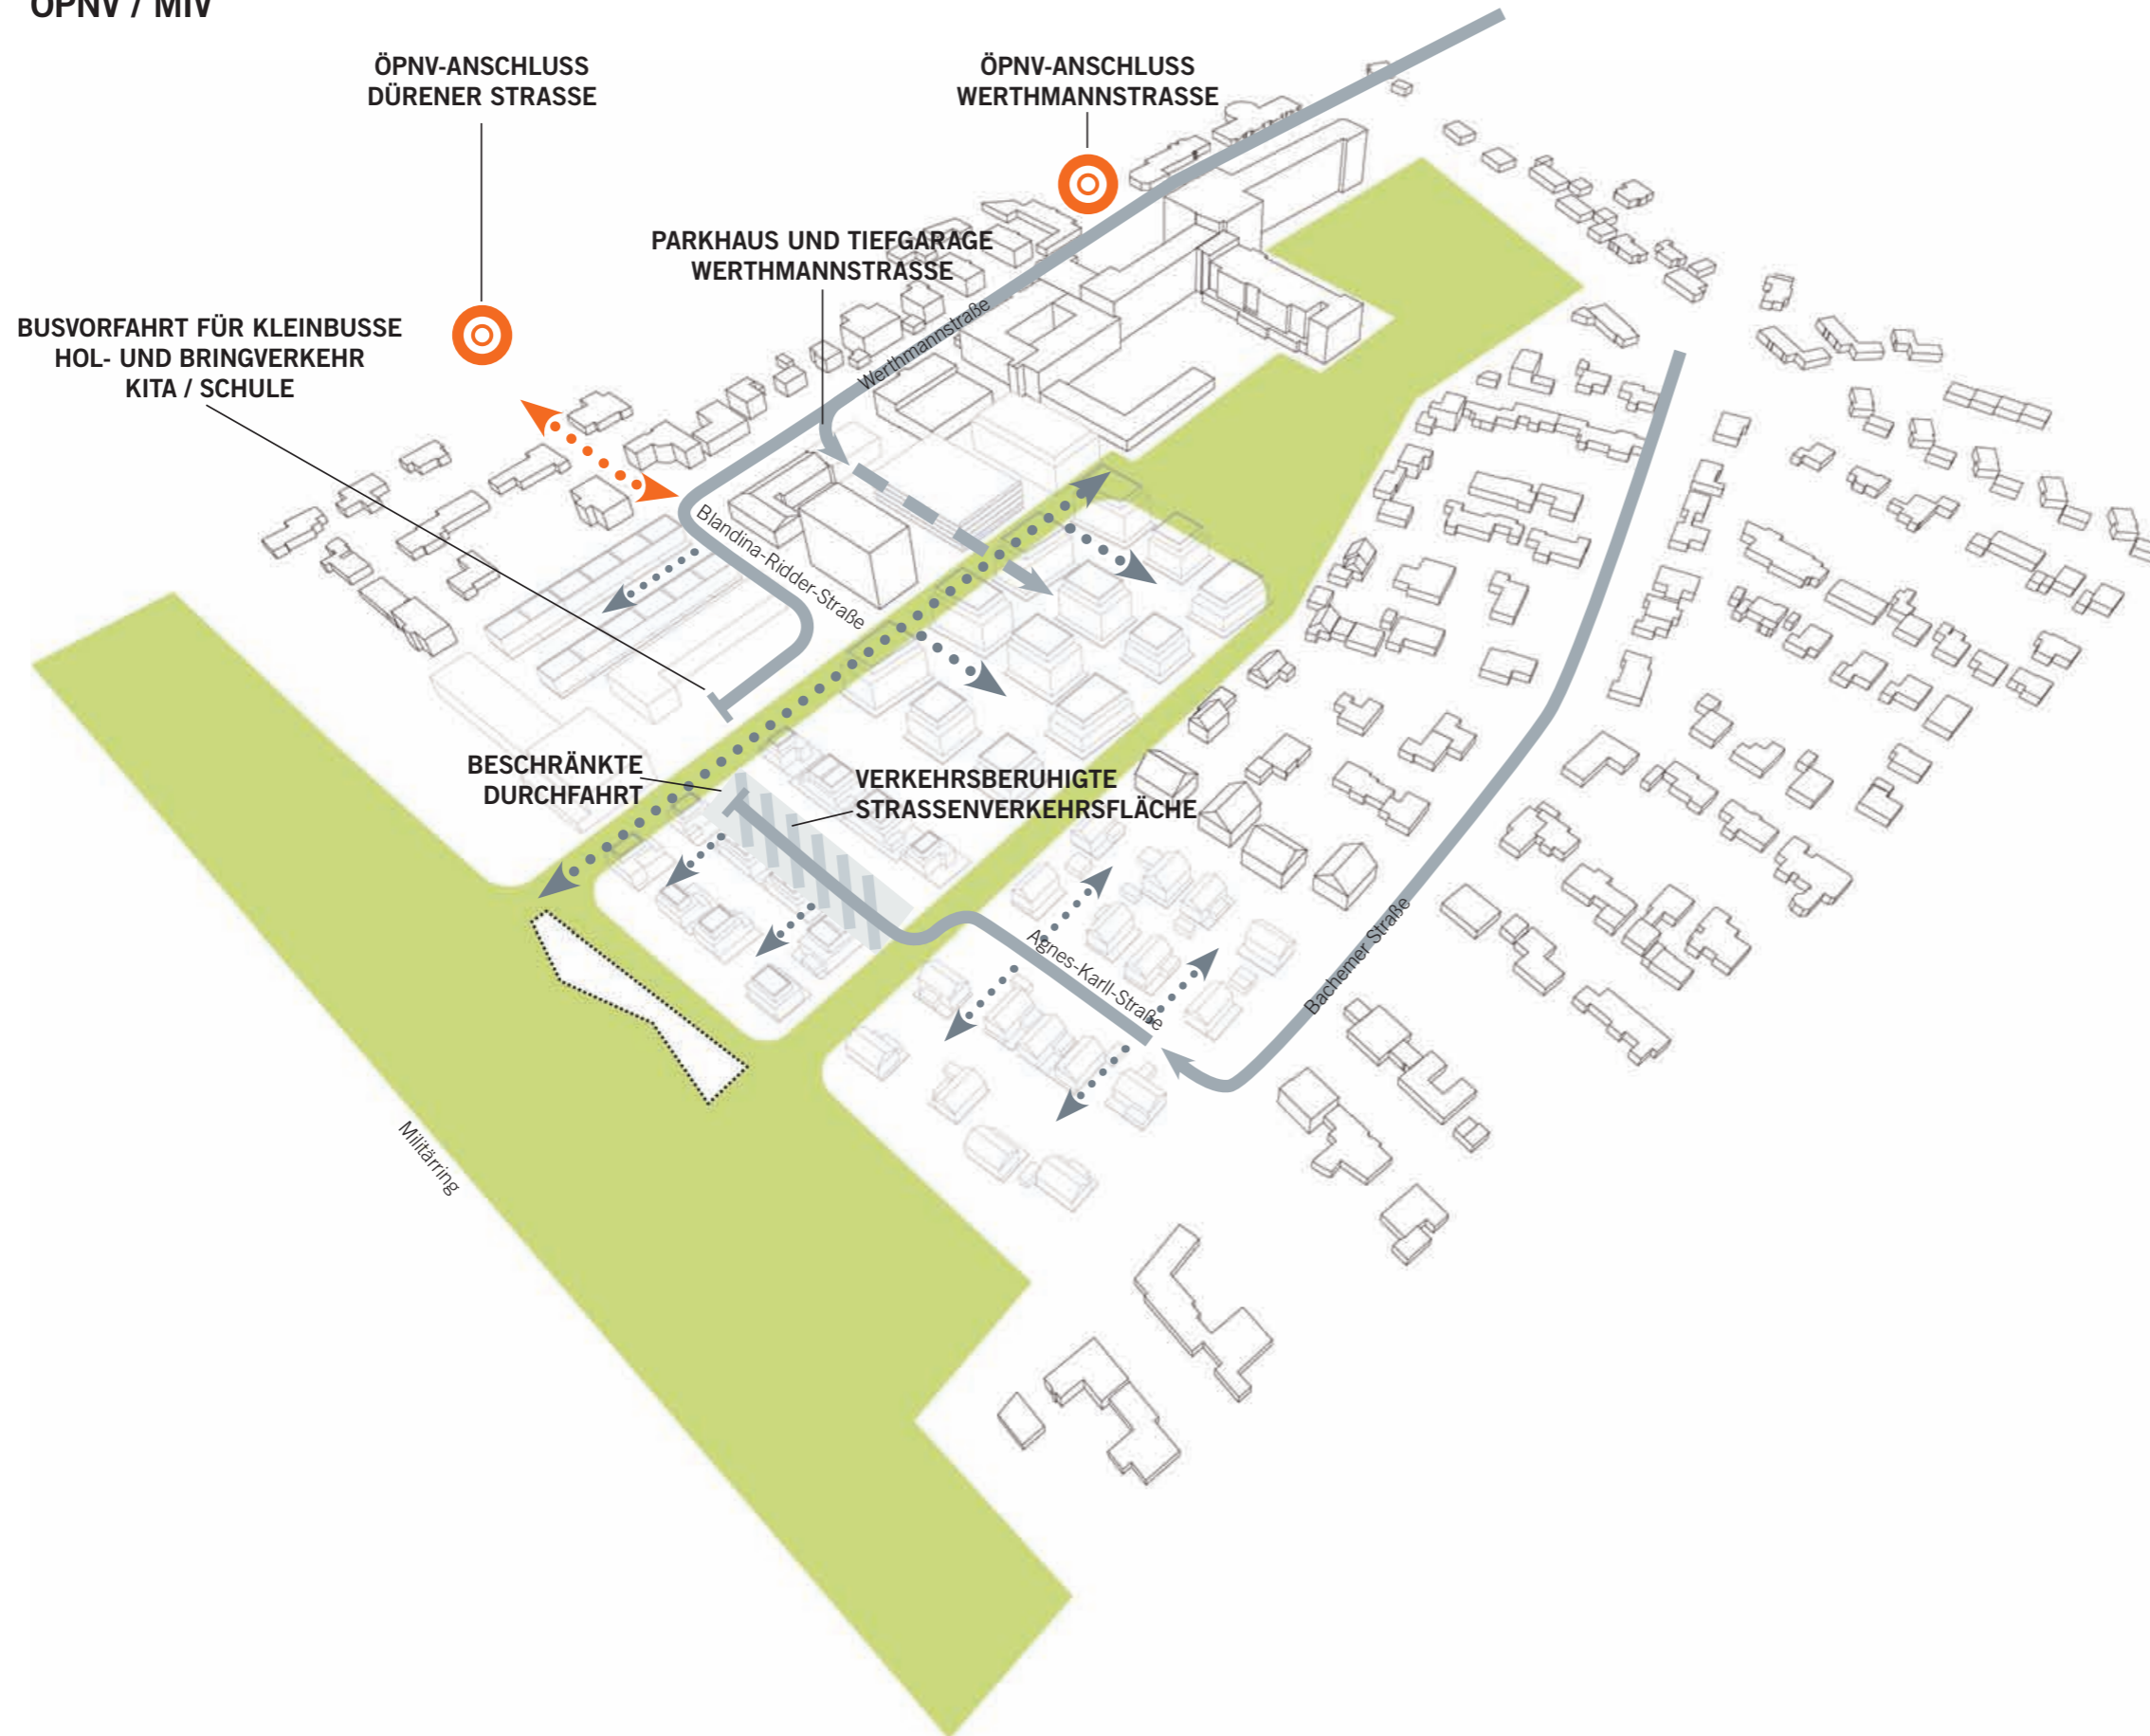 ÖPNV / MIV
ÖPNV-ANSCHLUSS
DÜRENER STRASSE
ÖPNV-ANSCHLUSS
WERTHMANNSTRASSE
PARKHAUS UND TIEFGARAGE
WERTHMANNSTRASSE
BUSVORFAHRT FÜR KLEINBUSSE
HOL- UND BRINGVERKEHR
KITA / SCHULE
Werthmannstraße
Blandina-Ridder-Straße
BESCHRÄNKTE
DURCHFAHRT
VERKEHRSBERUHIGTE
STRASSENVERKEHRSFLÄCHE
Agnes-Karll-Straße
Bachemer Straße
Militärring